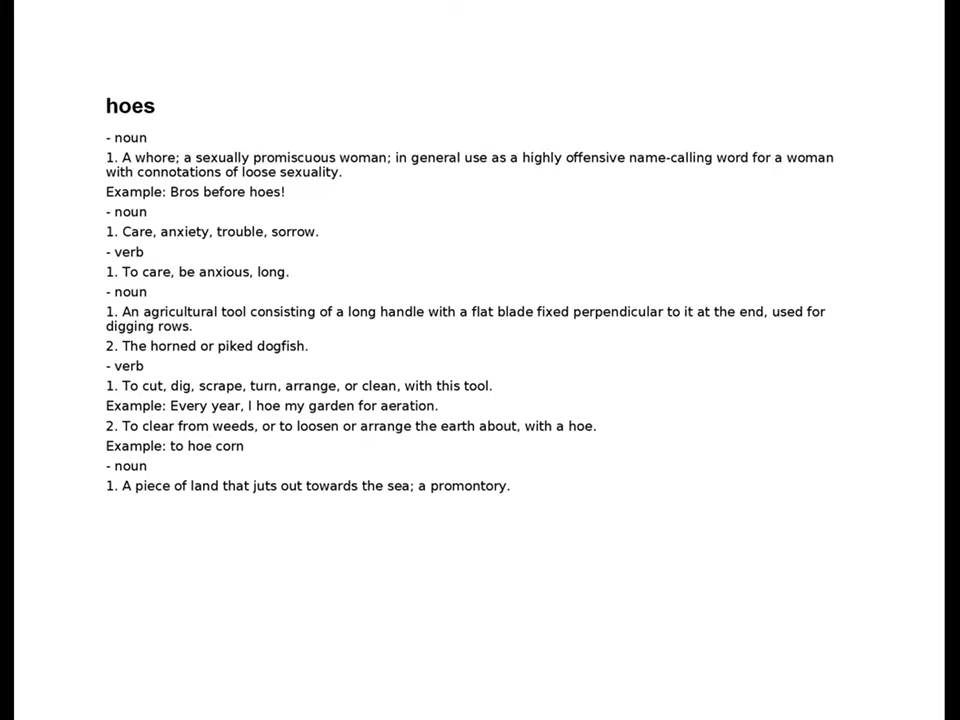 hoes
- noun
1. A whore; a sexually promiscuous woman; in general use as a highly offensive name-calling word for a woman
with connotations of loose sexuality.
Example: Bros before hoes!
- noun
1. Care, anxiety, trouble, sorrow.
- verb
1. To care, be anxious, long.
- noun
1. An agricultural tool consisting of a long handle with a flat blade fixed perpendicular to it at the end, used for
digging rows.
2. The horned or piked dogfish.
- verb
1. To cut, dig, scrape, turn, arrange, or clean, with this tool.
Example: Every year, I hoe my garden for aeration.
2. To clear from weeds, or to loosen or arrange the earth about, with a hoe.
Example: to hoe corn
- noun
1. A piece of land that juts out towards the sea; a promontory.